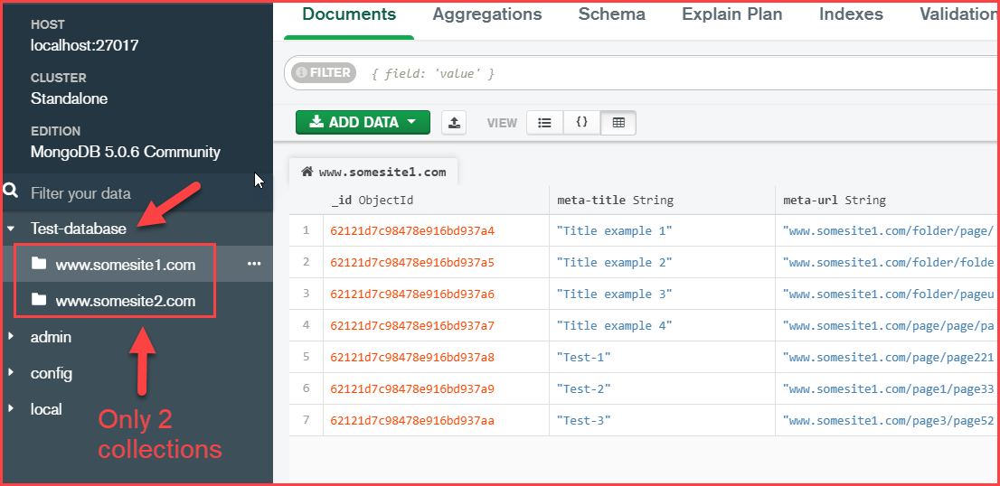 HOST
localhost:27017
CLUSTER
Standalone
EDITION
MongoDB 5.0.6 Community
Filter your data
Test-database
www.somesite1.com
www.somesite2.com
admin
config
local
Only 2
collections
Documents Aggregations Schema Explain Plan Indexes Validation
FILTER { field: 'value' }
ADD DATA VIEW {}
www.somesite1.com
_id ObjectId meta-title String meta-url String
1 62121d7c98478e916bd937a4 "Title example 1" "www.somesite1.com/folder/page/
2 62121d7c98478e916bd937a5 "Title example 2" "www.somesite1.com/folder/folde
3 62121d7c98478e916bd937a6 "Title example 3" "www.somesite1.com/folder/pageu
4 62121d7c98478e916bd937a7 "Title example 4" "www.somesite1.com/page/page/pa
5 62121d7c98478e916bd937a8 "Test-1" "www.somesite1.com/page/page221
6 62121d7c98478e916bd937a9 "Test-2" "www.somesite1.com/page1/page33
7 62121d7c98478e916bd937aa "Test-3" "www.somesite1.com/page3/page52